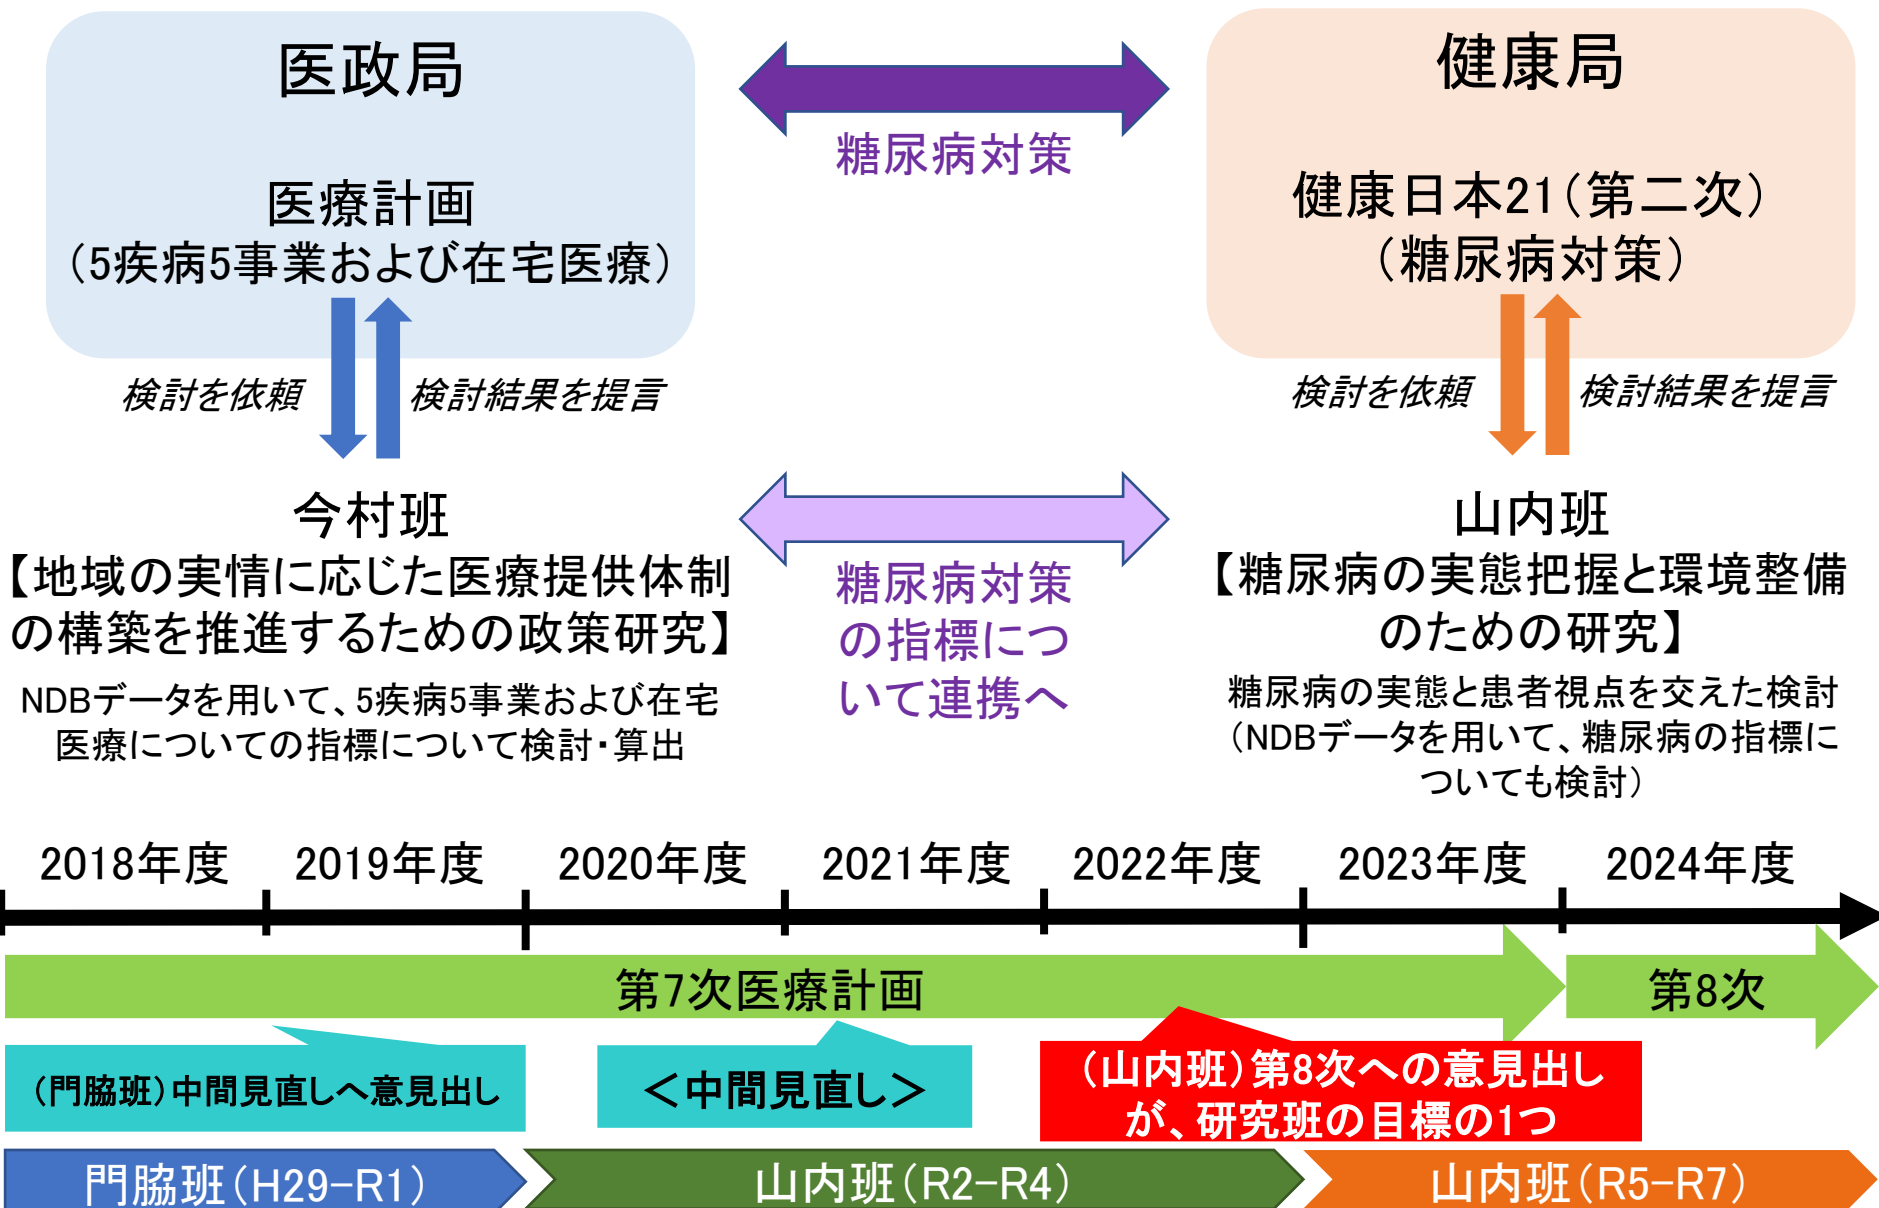 医政局
医療計画
（5疾病5事業および在宅医療）
検討を依頼
検討結果を提言
糖尿病対策
健康局
健康日本21（第二次）
（糖尿病対策）
検討を依頼
検討結果を提言
今村班
【地域の実情に応じた医療提供体制
の構築を推進するための政策研究】
NDBデータを用いて、5疾病5事業および在宅
医療についての指標について検討・算出
糖尿病対策
の指標につ
いて連携へ
山内班
【糖尿病の実態把握と環境整備
のための研究】
糖尿病の実態と患者視点を交えた検討
（NDBデータを用いて、糖尿病の指標に
ついても検討）
2018年度
2019年度
2020年度
2021年度
2022年度
2023年度
2024年度
第7次医療計画
第8次
（門脇班）中間見直しへ意見出し
＜中間見直し＞
（山内班）第8次への意見出し
が、研究班の目標の1つ
門脇班（H29−R1）
山内班（R2−R4）
山内班（R5−R7）